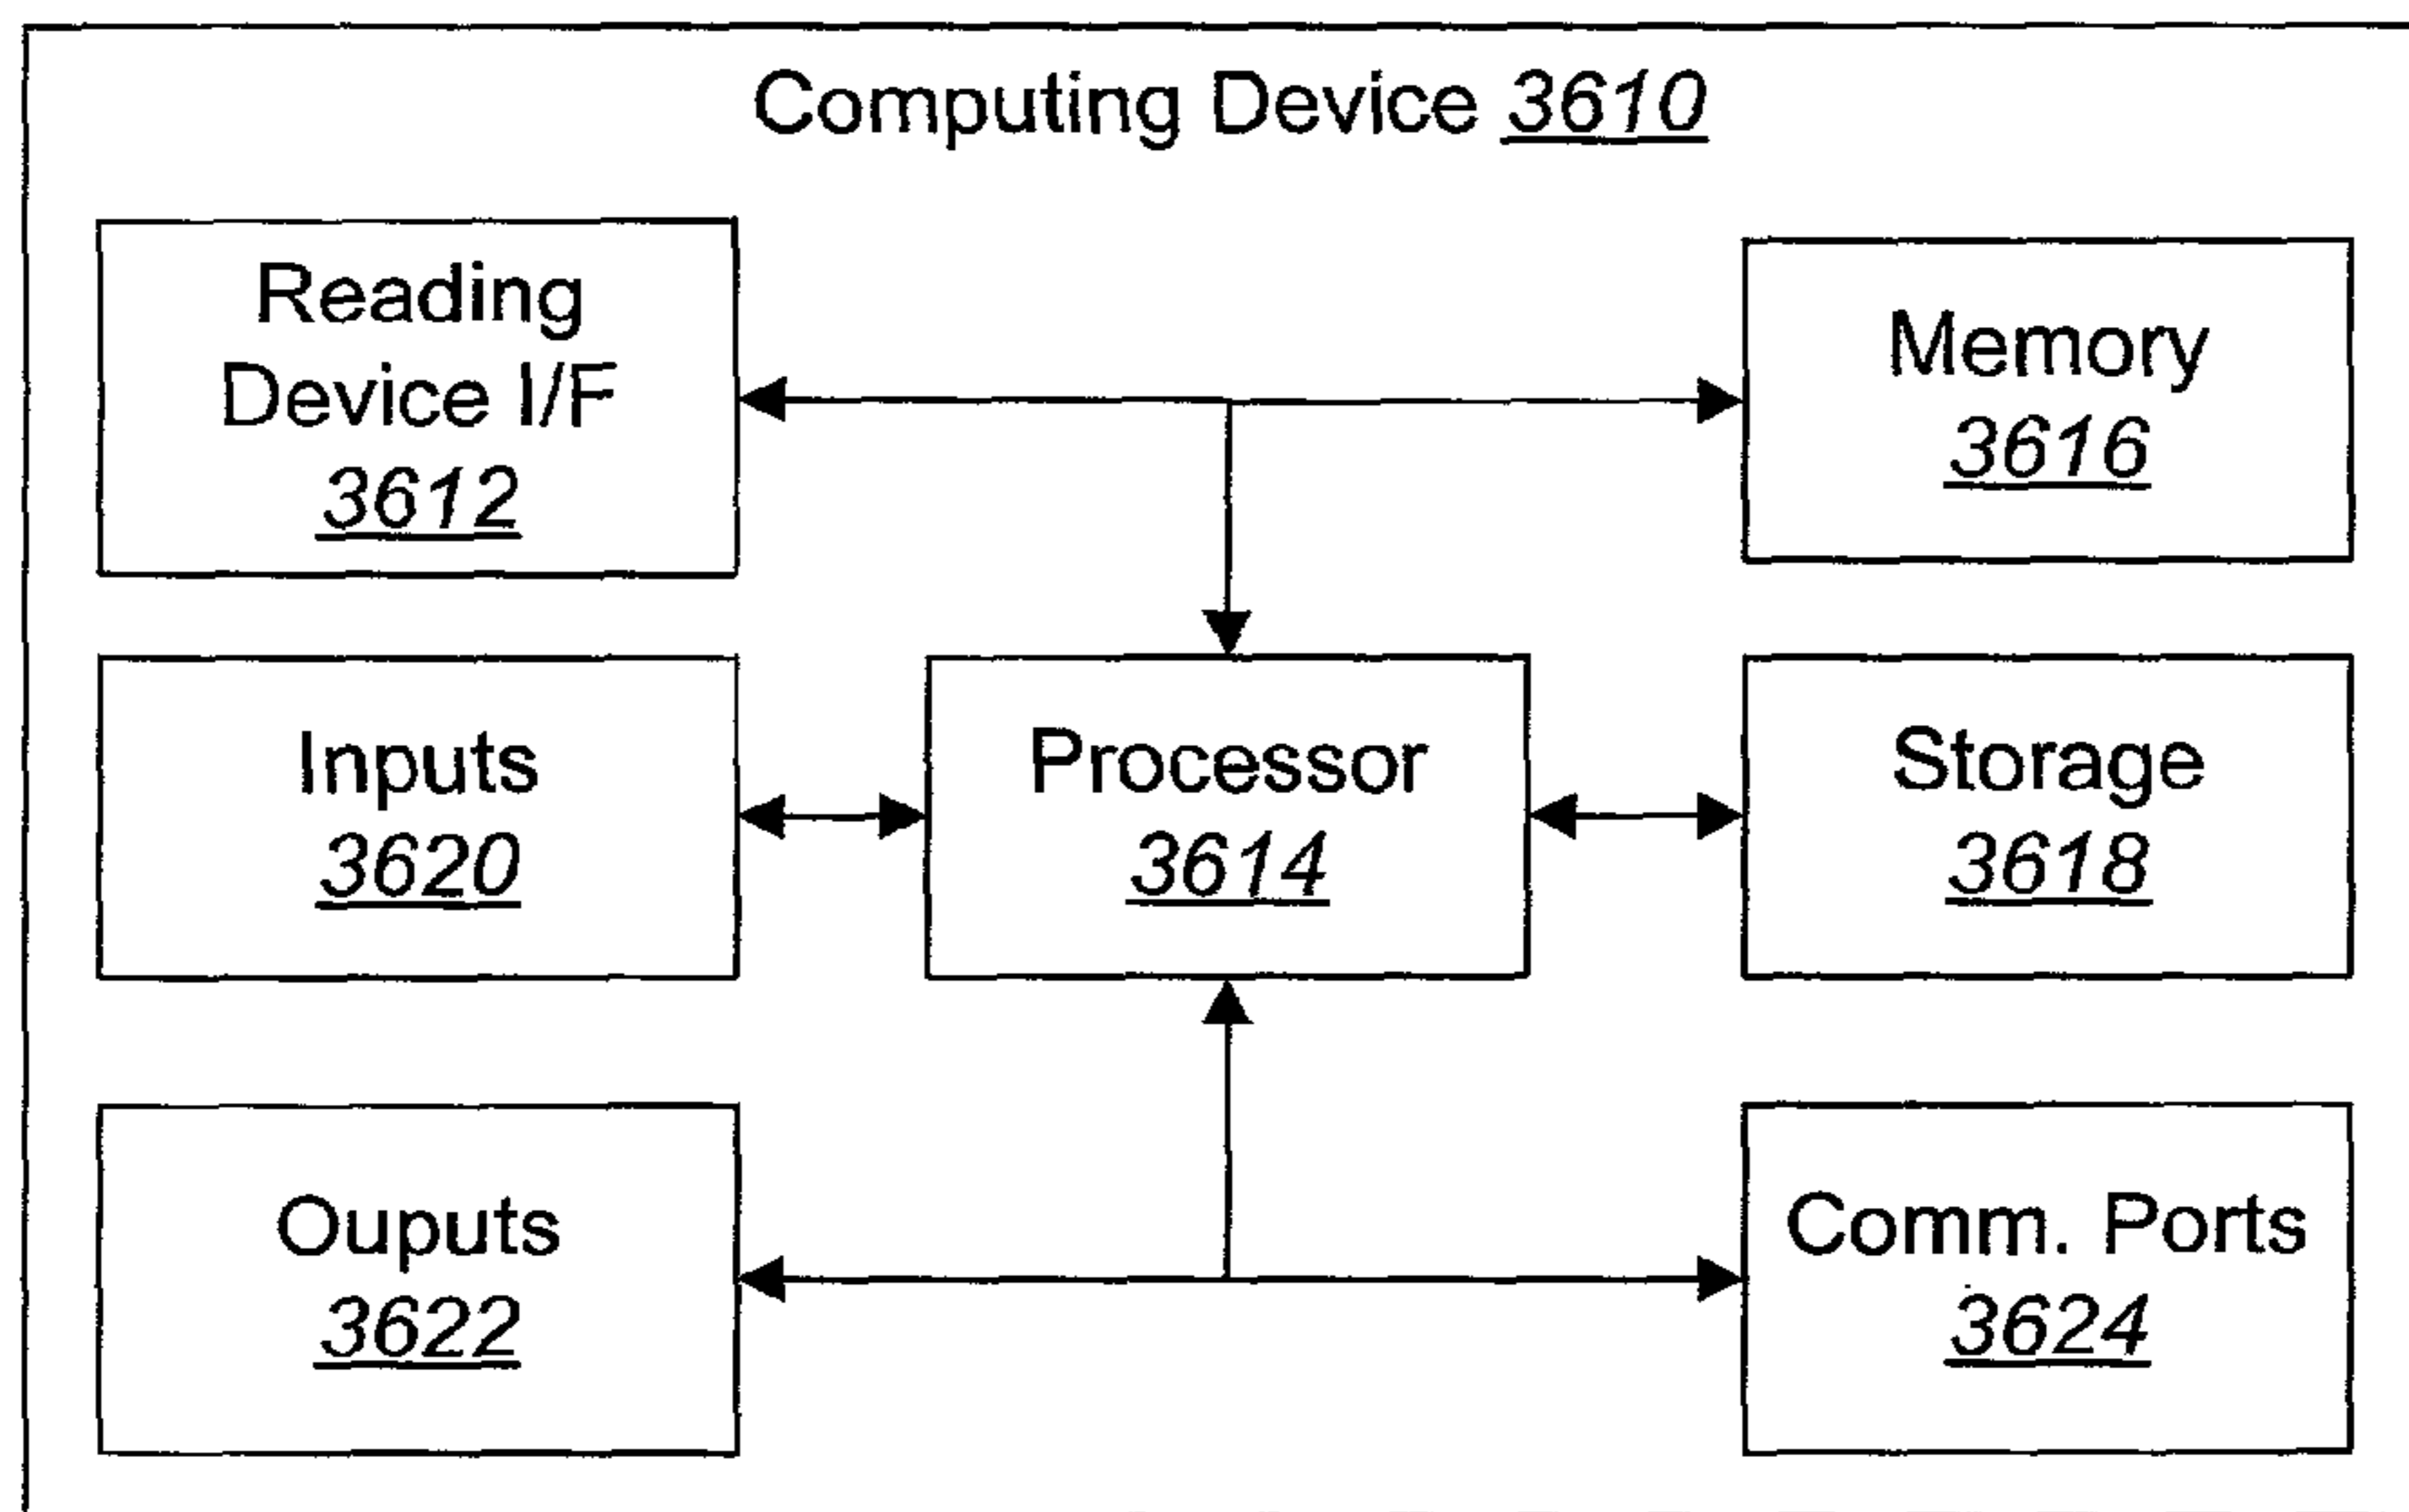 Computing Device 3610
Reading
Device I/F
3612
Memory
3616
Inputs
3620
Processor
3614
Storage
3618
Ouputs
3622
Comm. Ports
3624